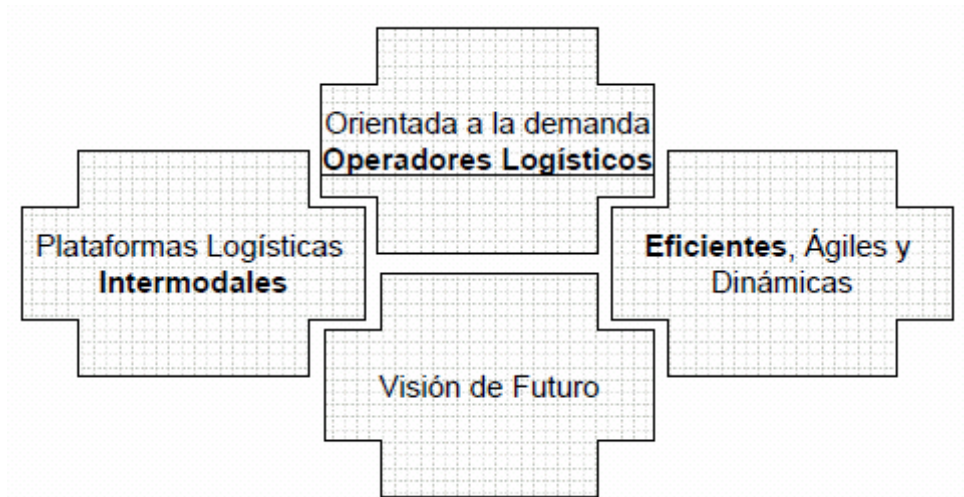 Orientada a la demanda
Operadores Logísticos
Plataformas Logísticas
Intermodales
Eficientes, Ágiles y
Dinámicas
Visión de Futuro